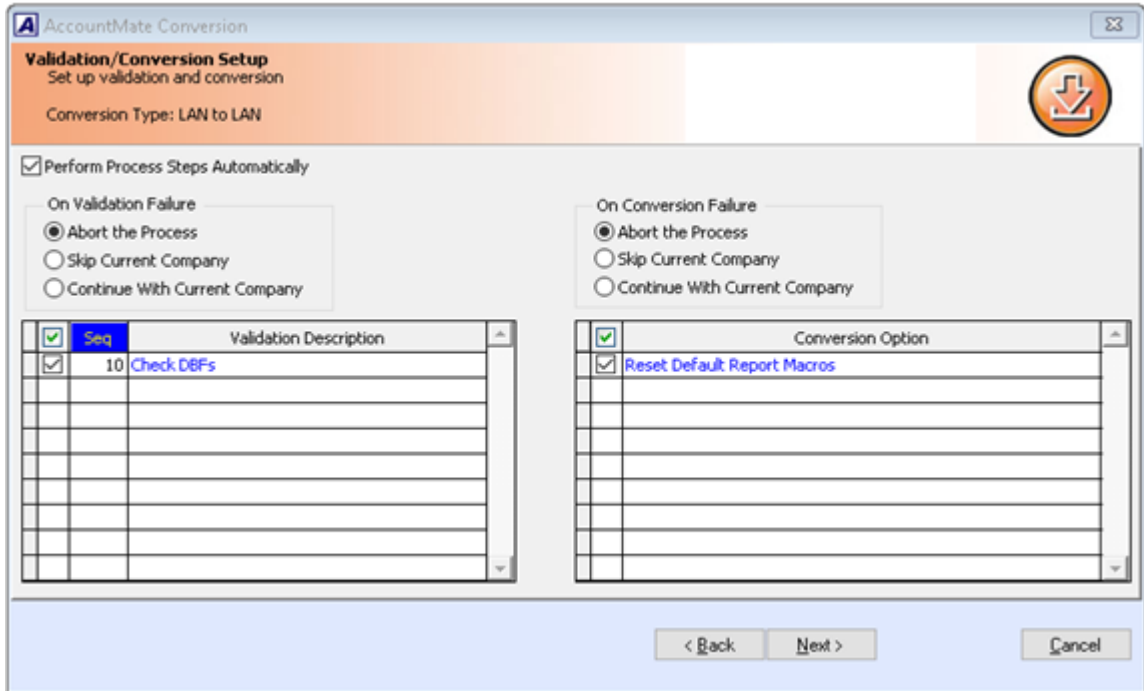 AccountMate Conversion
Validation/Conversion Setup
Set up validation and conversion
Conversion Type: LAN to LAN
Perform Process Steps Automatically
On Validation Failure
Abort the Process
Skip Current Company
Continue With Current Company
On Conversion Failure
Abort the Process
Skip Current Company
Continue With Current Company
Seq Validation Description
10 Check DBFs
Conversion Option
Reset Default Report Macros
< Back Next > Cancel